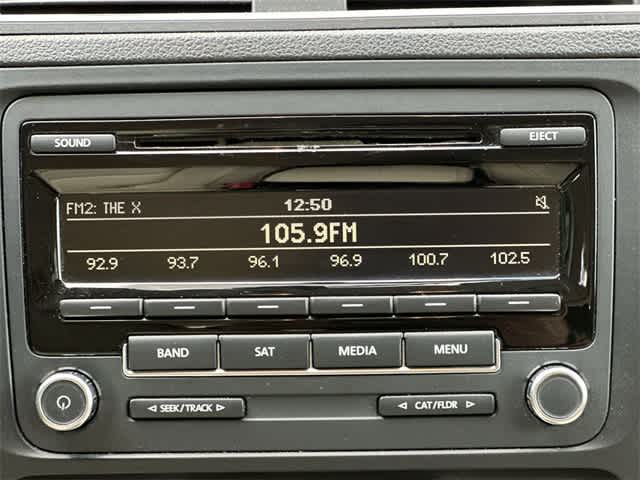 SOUND EJECT
FM2: THE X 12:50
105.9FM
92.9 93.7 96.1 96.9 100.7 102.5
BAND SAT MEDIA MENU
SEEK/TRACK CAT/FLDR